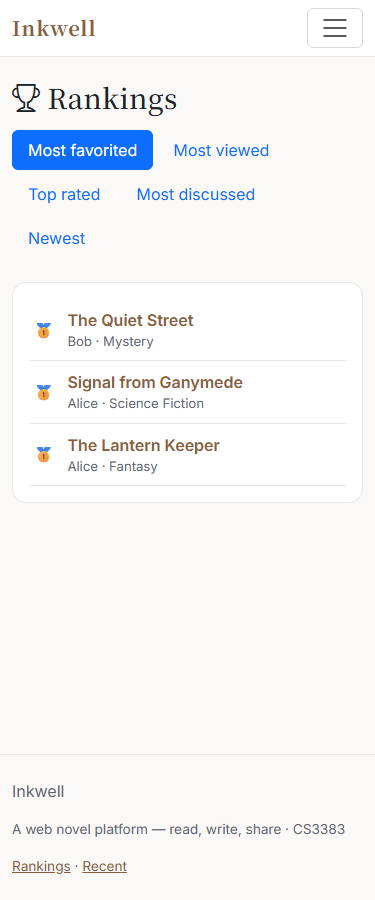 Inkwell
Rankings
Most favorited
Most viewed
Top rated
Most discussed
Newest
The Quiet Street
Bob · Mystery
Signal from Ganymede
Alice · Science Fiction
The Lantern Keeper
Alice · Fantasy
Inkwell
A web novel platform — read, write, share · CS3383
Rankings · Recent